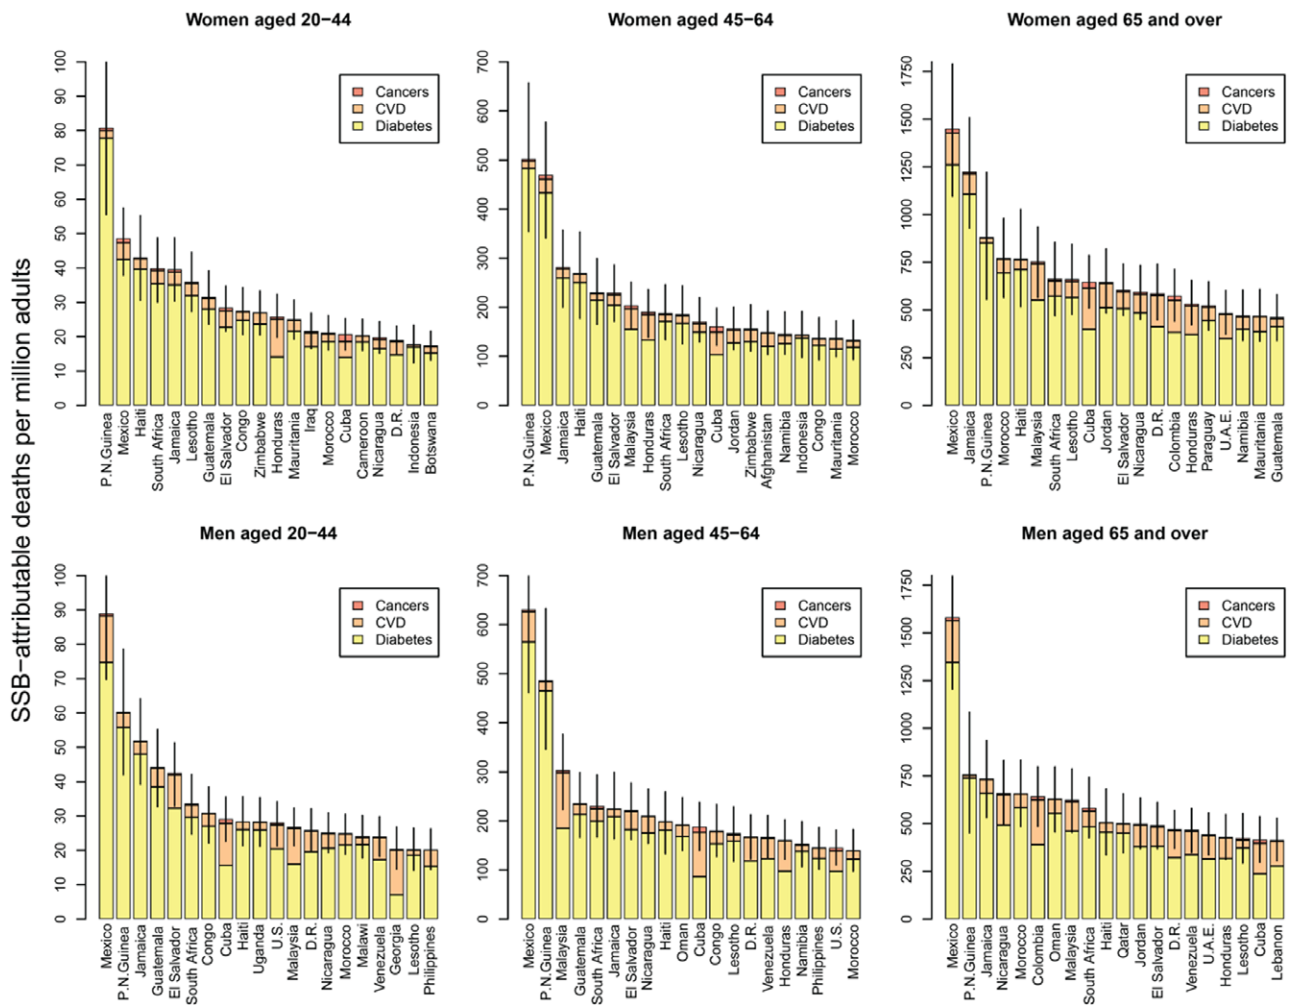 Women aged 20−44
Women aged 45−64
Women aged 65 and over
SSB−attributable deaths per million adults
0 10 20 30 40 50 60 70 80 90 100
Cancers
CVD
Diabetes
P.N.Guinea
Mexico
Haiti
South Africa
Jamaica
Lesotho
Guatemala
El Salvador
Congo
Zimbabwe
Honduras
Mauritania
Iraq
Morocco
Cuba
Cameroon
Nicaragua
D.R.
Indonesia
Botswana
0 100 200 300 400 500 600 700
Cancers
CVD
Diabetes
P.N.Guinea
Mexico
Jamaica
Haiti
Guatemala
El Salvador
Malaysia
Honduras
South Africa
Lesotho
Nicaragua
Cuba
Jordan
Zimbabwe
Afghanistan
Namibia
Indonesia
Congo
Mauritania
Morocco
0 250 500 750 1000 1250 1500 1750
Cancers
CVD
Diabetes
Mexico
Jamaica
P.N.Guinea
Morocco
Haiti
Malaysia
South Africa
Lesotho
Cuba
Jordan
El Salvador
Nicaragua
D.R.
Colombia
Honduras
Paraguay
U.A.E.
Namibia
Mauritania
Guatemala
Men aged 20−44
Men aged 45−64
Men aged 65 and over
0 10 20 30 40 50 60 70 80 90 100
Cancers
CVD
Diabetes
Mexico
P.N.Guinea
Jamaica
Guatemala
El Salvador
South Africa
Congo
Cuba
Haiti
Uganda
U.S.
Malaysia
D.R.
Nicaragua
Morocco
Malawi
Venezuela
Georgia
Lesotho
Philippines
0 100 200 300 400 500 600 700
Cancers
CVD
Diabetes
Mexico
P.N.Guinea
Malaysia
Guatemala
South Africa
Jamaica
El Salvador
Nicaragua
Haiti
Oman
Cuba
Congo
Lesotho
D.R.
Venezuela
Honduras
Namibia
Philippines
U.S.
Morocco
0 250 500 750 1000 1250 1500 1750
Cancers
CVD
Diabetes
Mexico
P.N.Guinea
Jamaica
Nicaragua
Morocco
Colombia
Oman
Malaysia
South Africa
Haiti
Qatar
Jordan
El Salvador
D.R.
Venezuela
U.A.E.
Honduras
Lesotho
Cuba
Lebanon